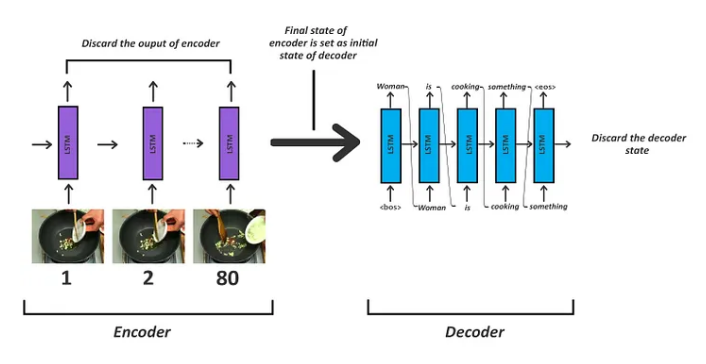 Discard the ouput of encoder
Final state of
encoder is set as initial
state of decoder
LSTM
LSTM
LSTM
Woman
is
cooking
something
<eos>
LSTM
LSTM
LSTM
LSTM
LSTM
Discard the decoder
state
<bos>
Woman
is
cooking
something
1
2
80
Encoder
Decoder